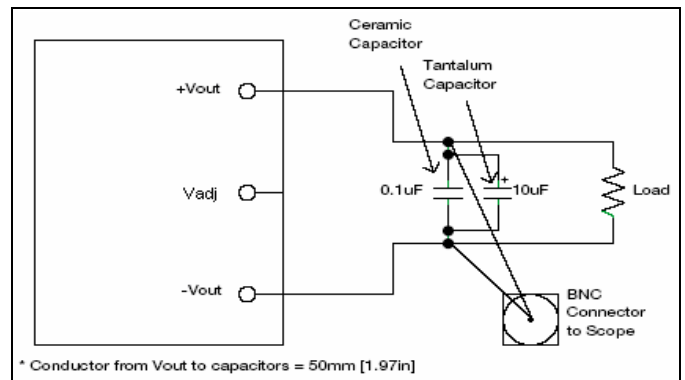 Ceramic
Capacitor
Tantalum
Capacitor
+Vout
Vadj
-Vout
0.1uF
+
10uF
Load
BNC
Connector
to Scope
* Conductor from Vout to capacitors = 50mm [1.97in]